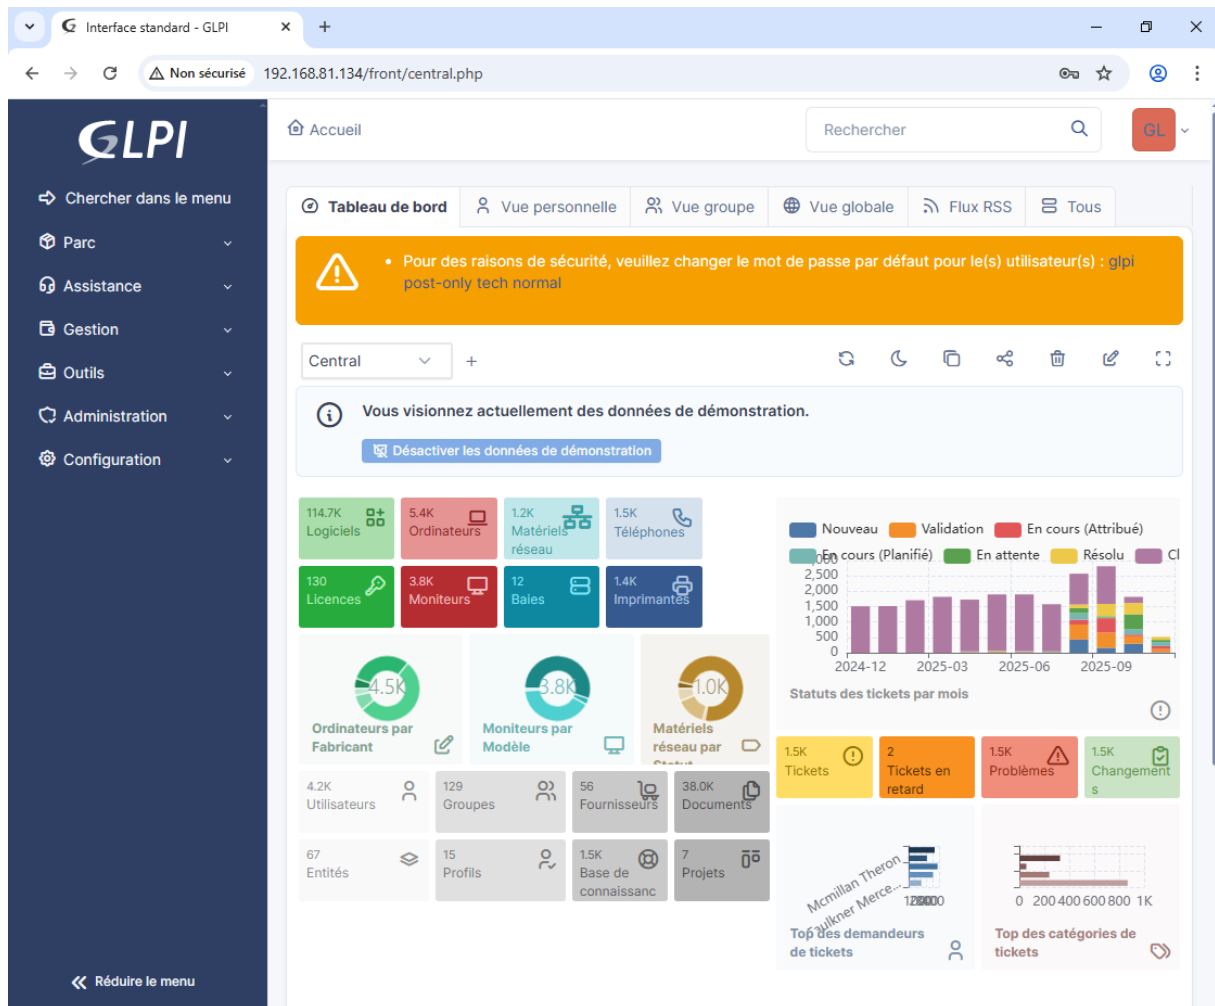 Interface standard - GLPI
Non sécurisé
192.168.81.134/front/central.php
GLPI
Accueil
Rechercher
GL
Chercher dans le menu
Parc
Assistance
Gestion
Outils
Administration
Configuration
Réduire le menu
Tableau de bord
Vue personnelle
Vue groupe
Vue globale
Flux RSS
Tous
Pour des raisons de sécurité, veuillez changer le mot de passe par défaut pour le(s) utilisateur(s) : glpi
post-only tech normal
Central
Vous visionnez actuellement des données de démonstration.
Désactiver les données de démonstration
114.7K
Logiciels
5.4K
Ordinateurs
1.2K
Matériels
réseau
1.5K
Téléphones
130
Licences
3.8K
Moniteurs
12
Baies
1.4K
Imprimantes
4.5K
Ordinateurs par
Fabricant
3.8K
Moniteurs par
Modèle
1.0K
Matériels
réseau par
Statut
4.2K
Utilisateurs
129
Groupes
56
Fournisseurs
38.0K
Documents
67
Entités
15
Profils
1.5K
Base de
connaissanc
7
Projets
Nouveau Validation En cours (Attribué)
En cours (Planifié) En attente Résolu Cl
2,500
2,000
1,500
1,000
500
0
2024-12 2025-03 2025-06 2025-09
Statuts des tickets par mois
1.5K
Tickets
2
Tickets en
retard
1.5K
Problèmes
1.5K
Changement
s
Mcmillan Theron
Faulkner Merce...
Top des demandeurs
de tickets
0 200 400 600 800 1K
Top des catégories de
tickets